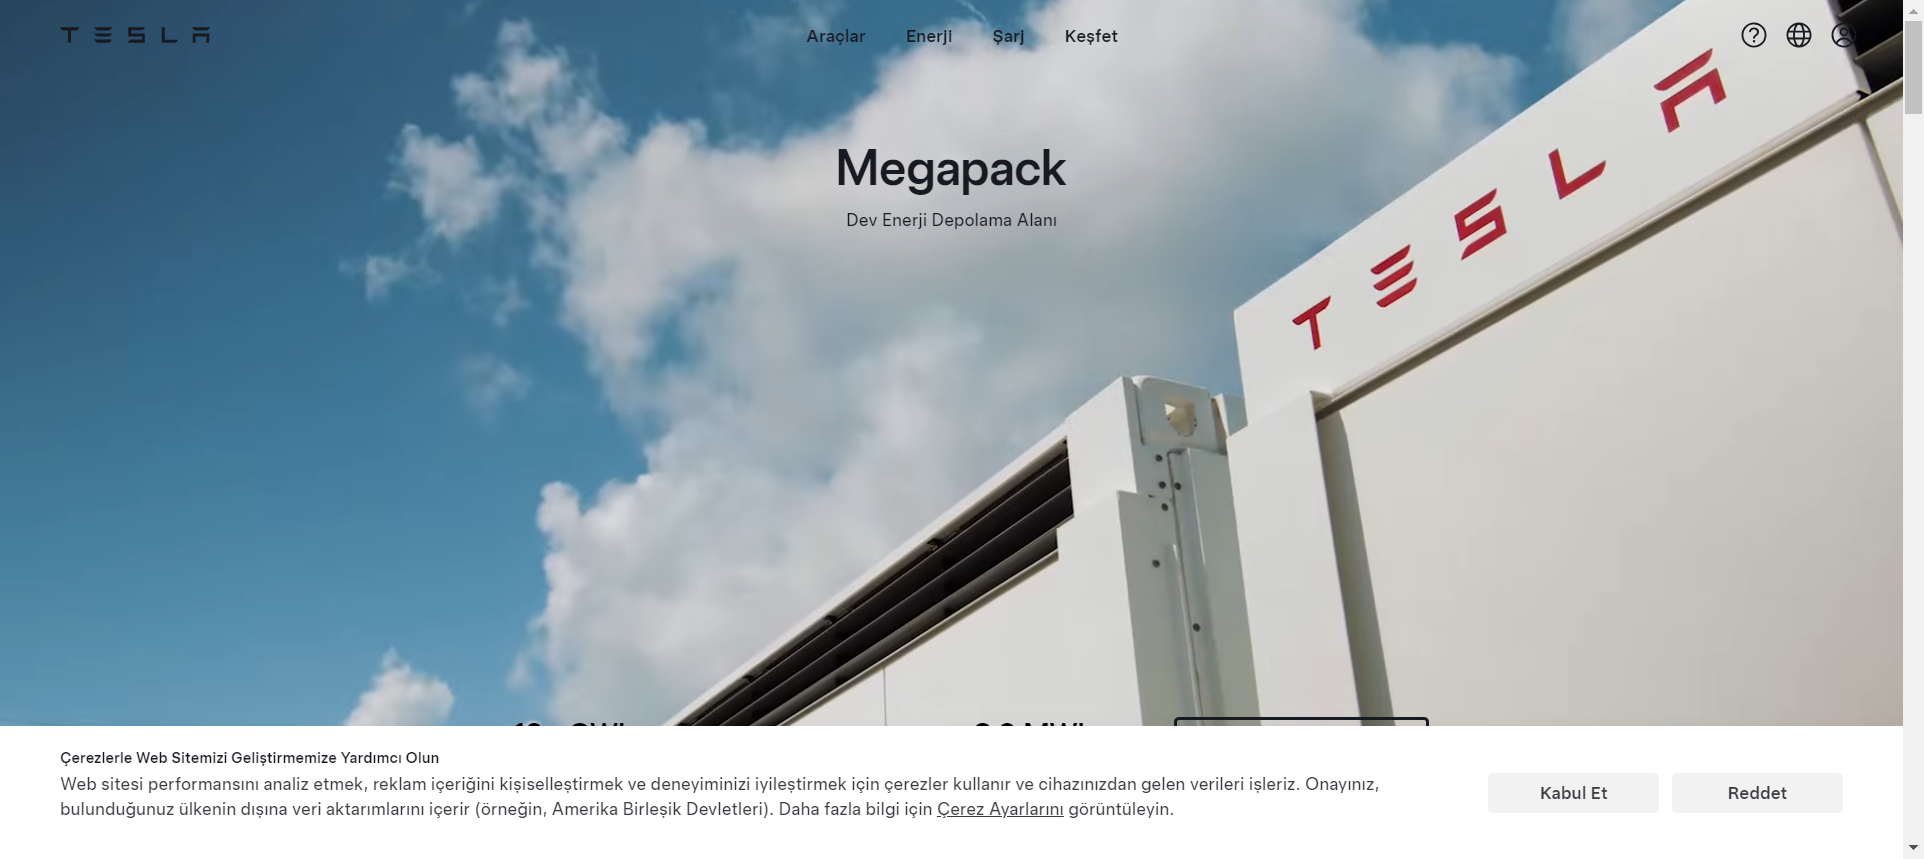 TESLA
Araçlar
Enerji
Şarj
Keşfet
Megapack
Dev Enerji Depolama Alanı
TESLA
Çerezlerle Web Sitemizi Geliştirmemize Yardımcı Olun
Web sitesi performansını analiz etmek, reklam içeriğini kişiselleştirmek ve deneyiminizi iyileştirmek için çerezler kullanır ve cihazınızdan gelen verileri işleriz. Onayınız,
bulunduğunuz ülkenin dışına veri aktarımlarını içerir (örneğin, Amerika Birleşik Devletleri). Daha fazla bilgi için Çerez Ayarlarını görüntüleyin.
Kabul Et
Reddet